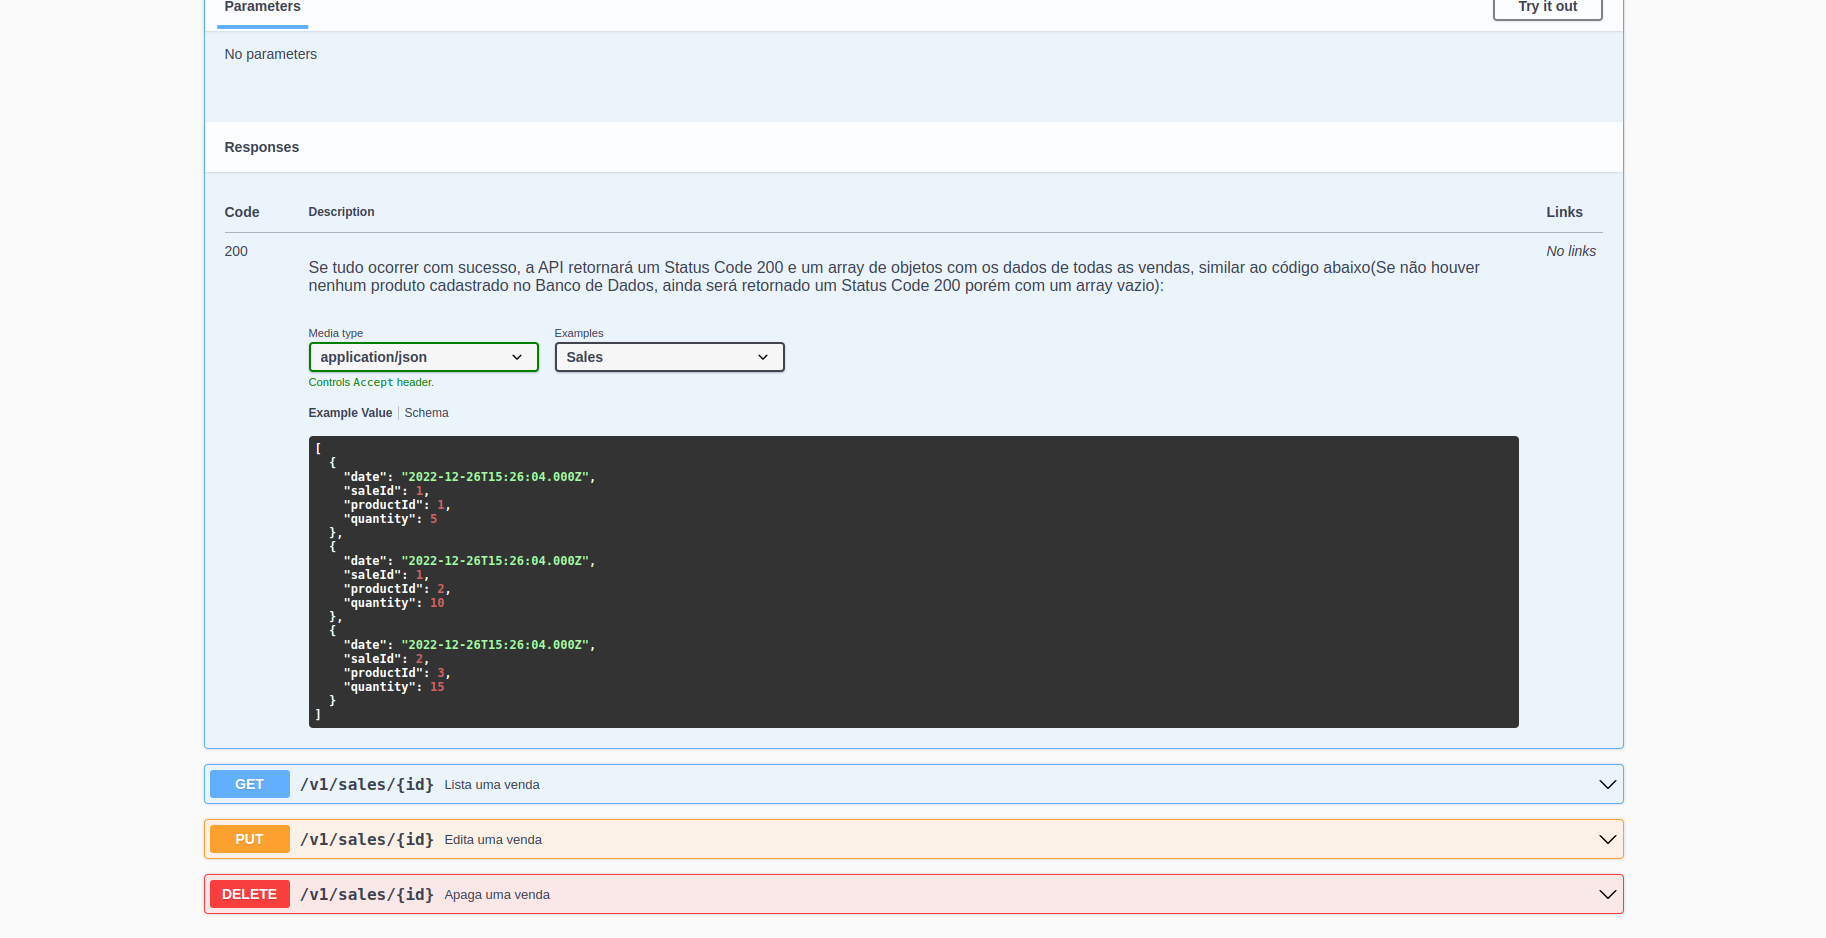 Parameters
Try it out
No parameters
Responses
Code Description Links
200 No links
Se tudo ocorrer com sucesso, a API retornará um Status Code 200 e um array de objetos com os dados de todas as vendas, similar ao código abaixo(Se não houver
nenhum produto cadastrado no Banco de Dados, ainda será retornado um Status Code 200 porém com um array vazio):
Media type Examples
application/json Sales
Controls Accept header.
Example Value Schema
[
  {
    "date": "2022-12-26T15:26:04.000Z",
    "saleId": 1,
    "productId": 1,
    "quantity": 5
  },
  {
    "date": "2022-12-26T15:26:04.000Z",
    "saleId": 1,
    "productId": 2,
    "quantity": 10
  },
  {
    "date": "2022-12-26T15:26:04.000Z",
    "saleId": 2,
    "productId": 3,
    "quantity": 15
  }
]
GET /v1/sales/{id} Lista uma venda
PUT /v1/sales/{id} Edita uma venda
DELETE /v1/sales/{id} Apaga uma venda